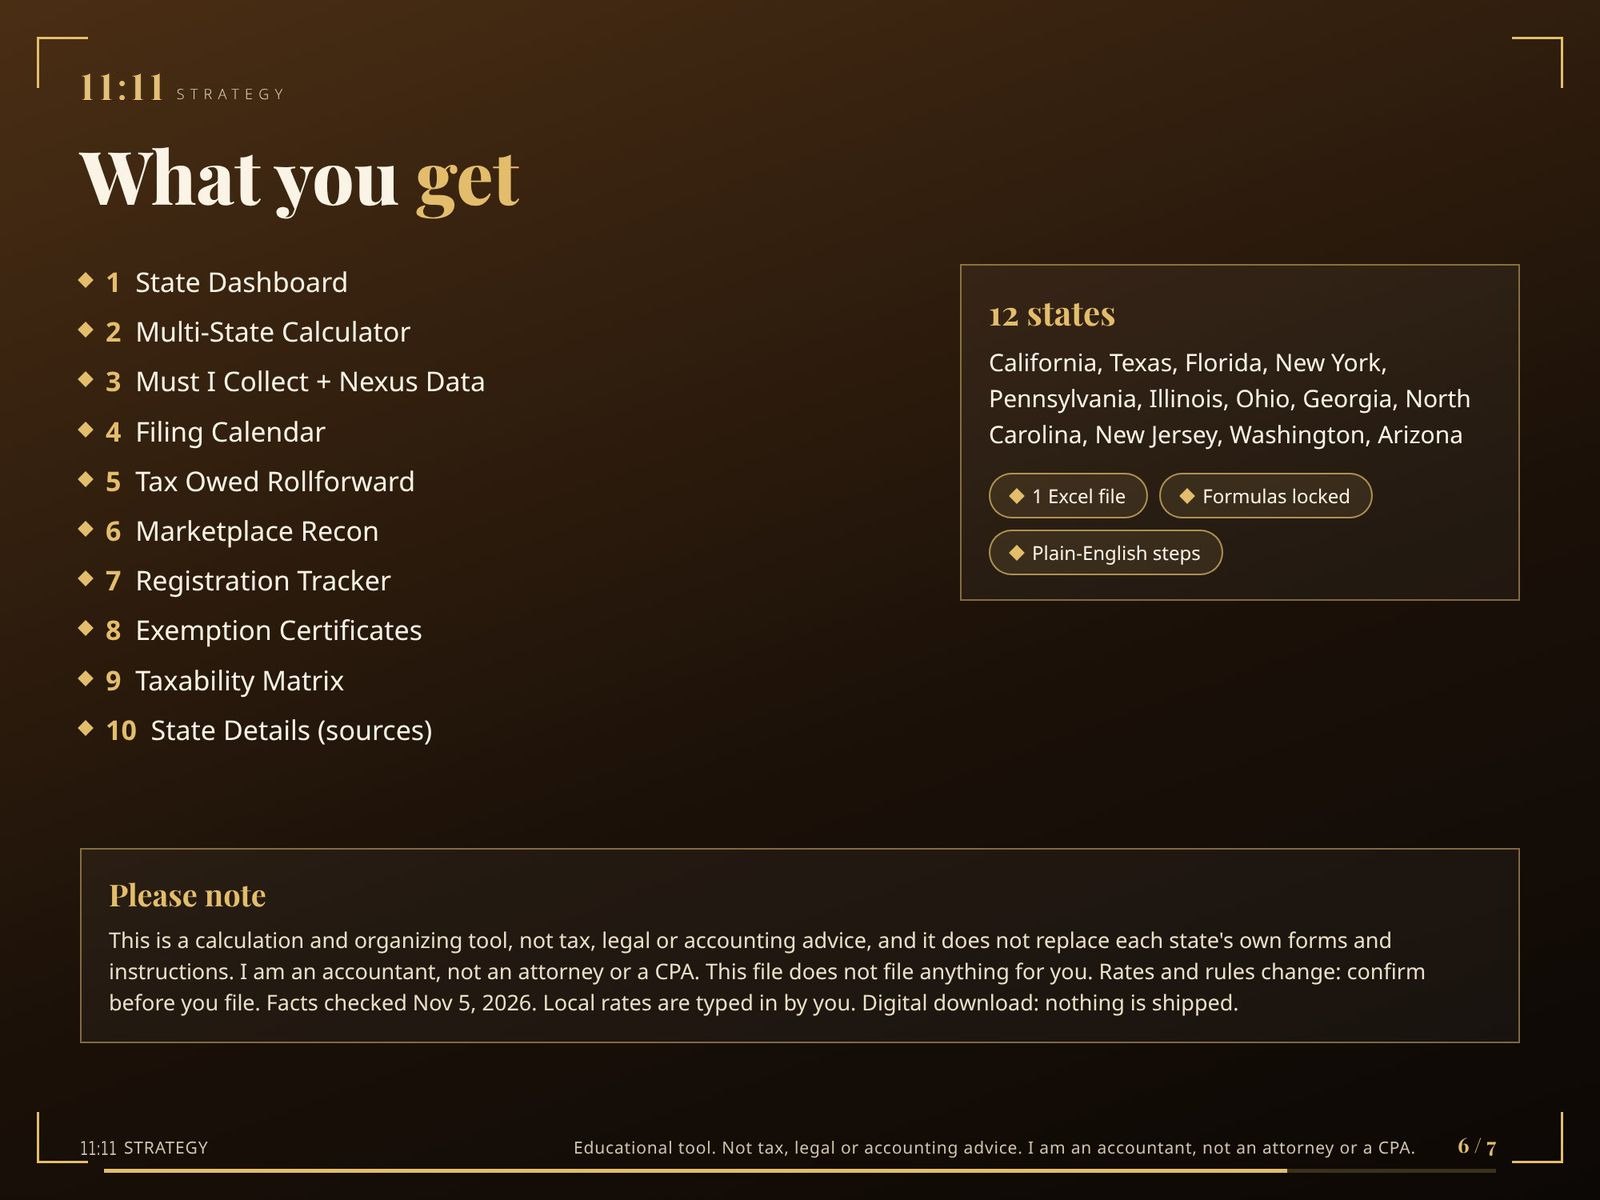 11:11 STRATEGY
What you get
◆ 1 State Dashboard
◆ 2 Multi-State Calculator
◆ 3 Must I Collect + Nexus Data
◆ 4 Filing Calendar
◆ 5 Tax Owed Rollforward
◆ 6 Marketplace Recon
◆ 7 Registration Tracker
◆ 8 Exemption Certificates
◆ 9 Taxability Matrix
◆ 10 State Details (sources)
12 states
California, Texas, Florida, New York,
Pennsylvania, Illinois, Ohio, Georgia, North
Carolina, New Jersey, Washington, Arizona
◆ 1 Excel file ◆ Formulas locked
◆ Plain-English steps
Please note
This is a calculation and organizing tool, not tax, legal or accounting advice, and it does not replace each state's own forms and
instructions. I am an accountant, not an attorney or a CPA. This file does not file anything for you. Rates and rules change: confirm
before you file. Facts checked Nov 5, 2026. Local rates are typed in by you. Digital download: nothing is shipped.
11:11 STRATEGY
Educational tool. Not tax, legal or accounting advice. I am an accountant, not an attorney or a CPA.
6 / 7